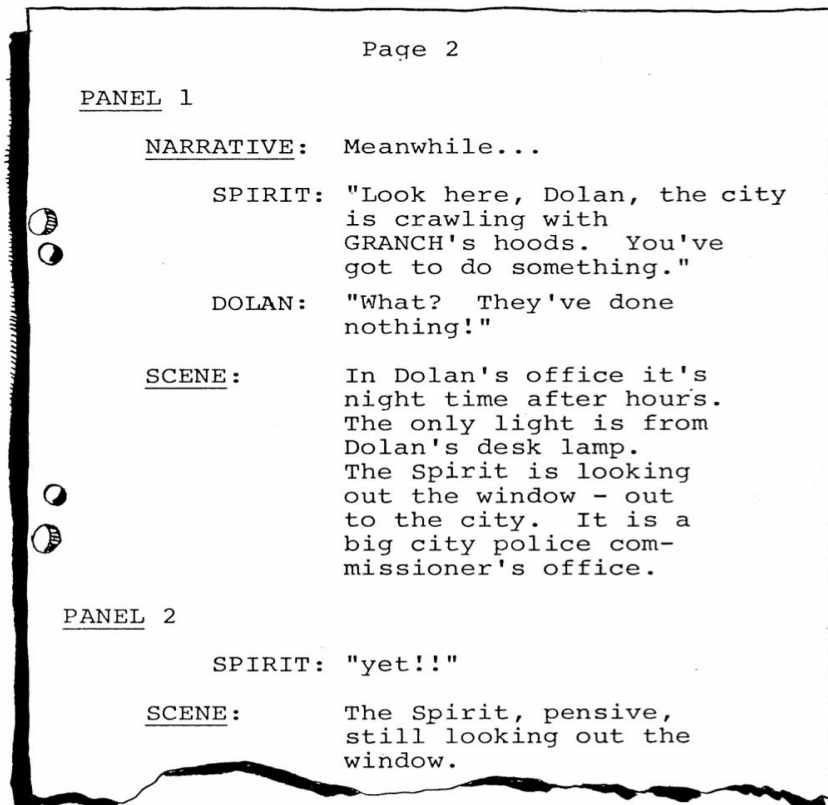 Page 2
PANEL 1
NARRATIVE: Meanwhile...
SPIRIT: "Look here, Dolan, the city
is crawling with
GRANCH's hoods. You've
got to do something."
DOLAN: "What? They've done
nothing!"
SCENE: In Dolan's office it's
night time after hours.
The only light is from
Dolan's desk lamp.
The Spirit is looking
out the window - out
to the city. It is a
big city police com-
missioner's office.
PANEL 2
SPIRIT: "yet!!"
SCENE: The Spirit, pensive,
still looking out the
window.